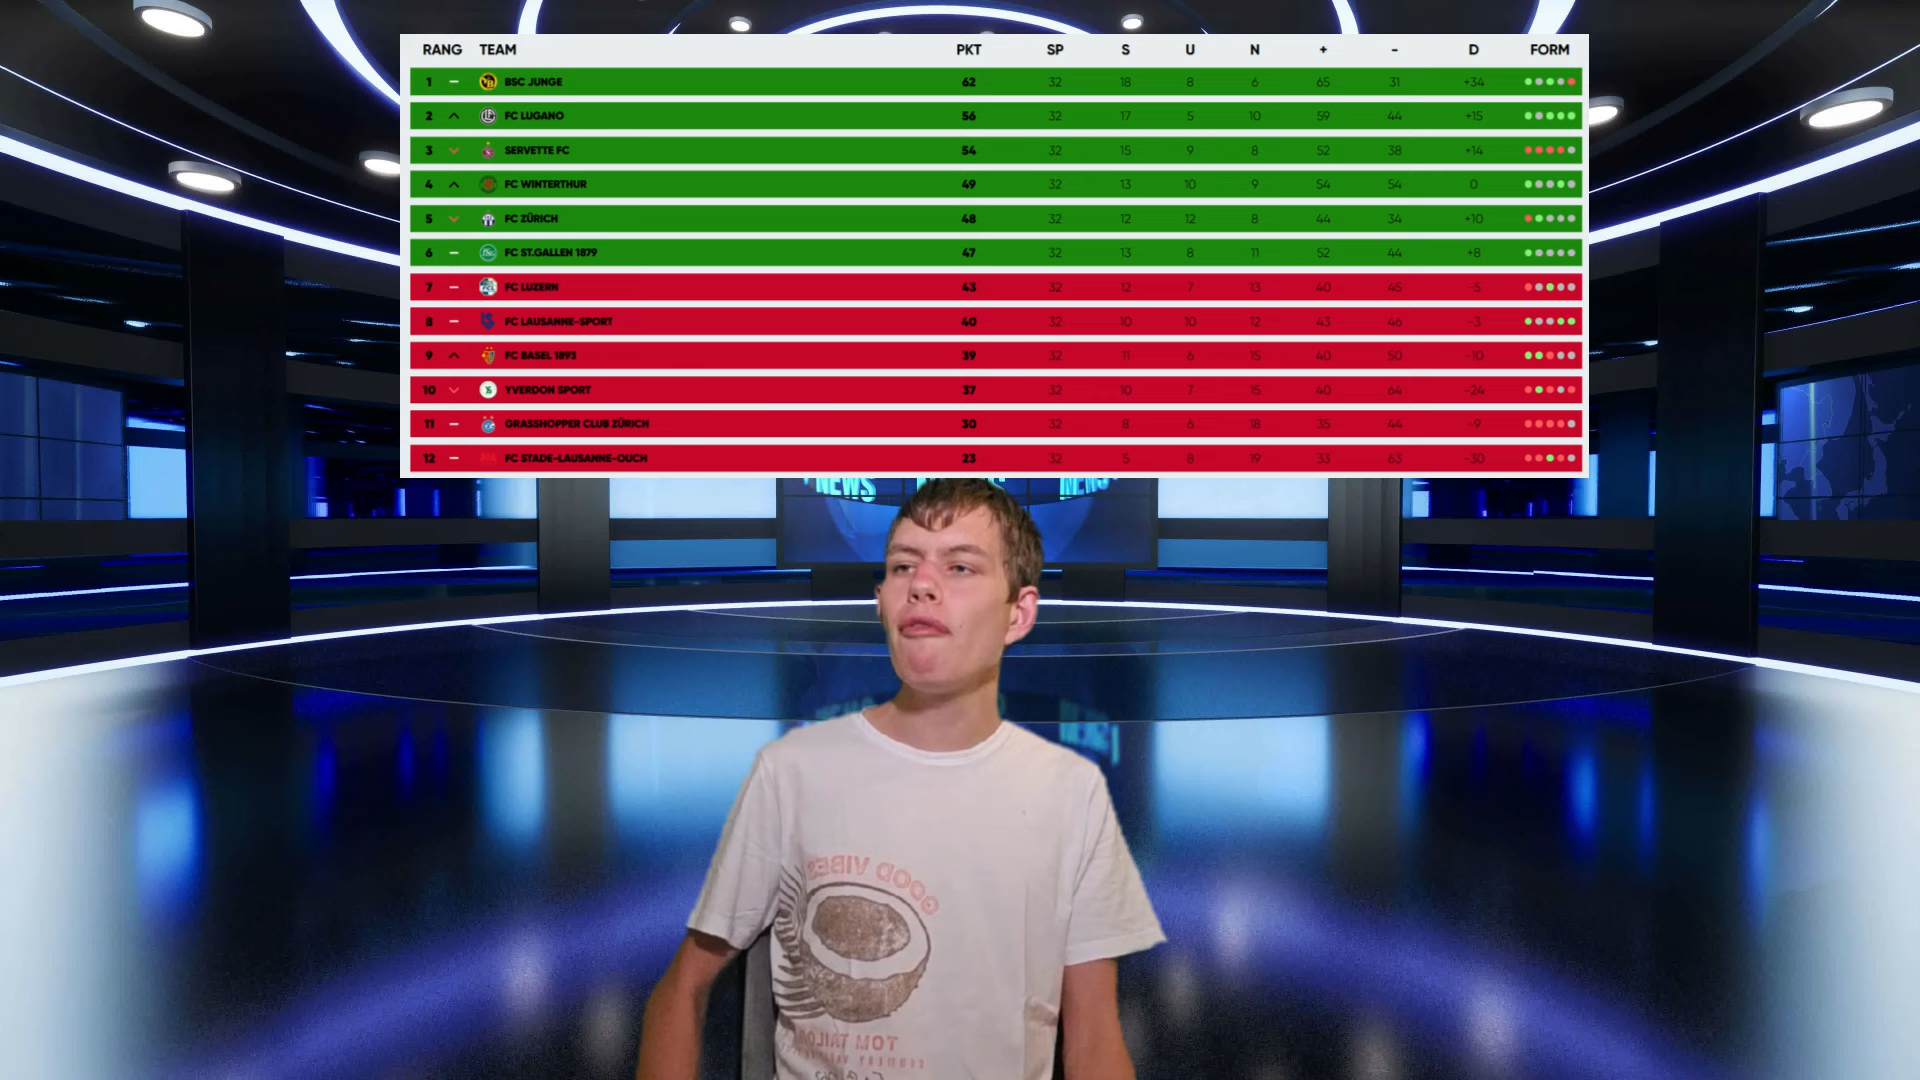 RANG TEAM PKT SP S U N + - D FORM
1 BSC JUNGE 62 32 18 8 6 65 31 +34
2 FC LUGANO 56 32 17 5 10 59 44 +15
3 SERVETTE FC 54 32 15 9 8 52 38 +14
4 FC WINTERTHUR 49 32 13 10 9 54 54 0
5 FC ZÜRICH 48 32 12 12 8 44 34 +10
6 FC ST.GALLEN 1879 47 32 13 8 11 52 44 +8
7 FC LUZERN 43 32 12 7 13 40 45 -5
8 FC LAUSANNE-SPORT 40 32 10 10 12 43 46 -3
9 FC BASEL 1893 39 32 11 6 15 40 50 -10
10 YVERDON SPORT 37 32 10 7 15 40 64 -24
11 GRASSHOPPER CLUB ZÜRICH 30 32 8 6 18 35 44 -9
12 FC STADE-LAUSANNE-OUCH 23 32 5 8 19 33 63 -30
NEWS NEWS
GOOD VIBES
TOM TAILOR